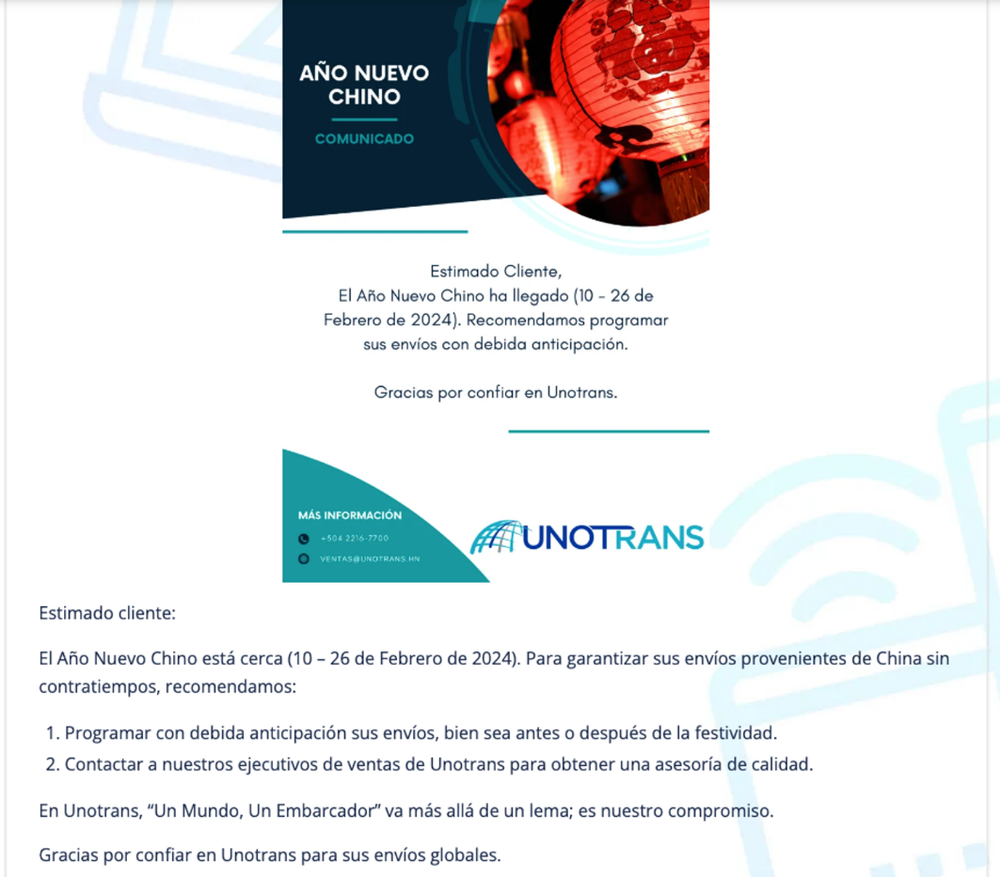 AÑO NUEVO
CHINO
COMUNICADO
Estimado Cliente,
El Año Nuevo Chino ha llegado (10 - 26 de
Febrero de 2024). Recomendamos programar
sus envíos con debida anticipación.
Gracias por confiar en Unotrans.
MÁS INFORMACIÓN
+504 2216-7700
VENTAS@UNOTRANS.HN
UNOTRANS
Estimado cliente:
El Año Nuevo Chino está cerca (10 – 26 de Febrero de 2024). Para garantizar sus envíos provenientes de China sin
contratiempos, recomendamos:
1. Programar con debida anticipación sus envíos, bien sea antes o después de la festividad.
2. Contactar a nuestros ejecutivos de ventas de Unotrans para obtener una asesoría de calidad.
En Unotrans, “Un Mundo, Un Embarcador” va más allá de un lema; es nuestro compromiso.
Gracias por confiar en Unotrans para sus envíos globales.